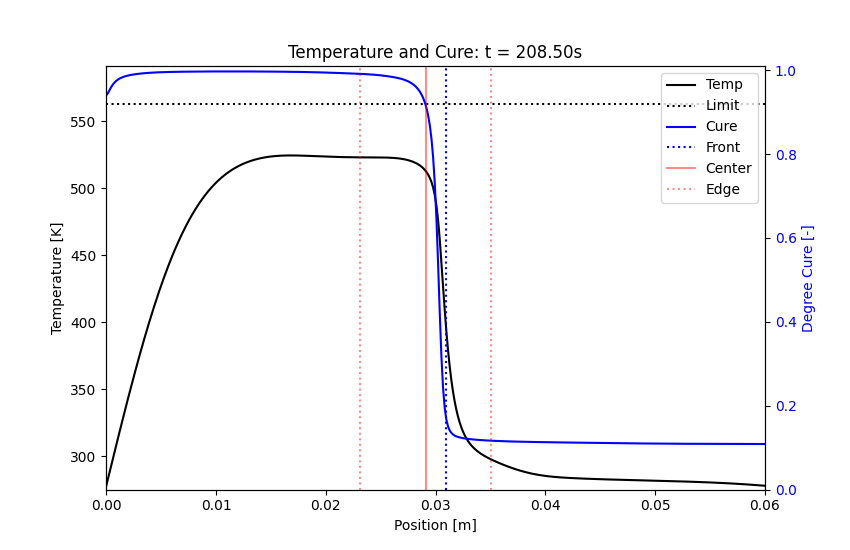 Temperature and Cure: t = 208.50s
Temperature [K]
550
500
450
400
350
300
Temp
Limit
Cure
Front
Center
Edge
1.0
0.8
0.6
0.4
0.2
0.0
Degree Cure [-]
0.00
0.01
0.02
0.03
0.04
0.05
0.06
Position [m]